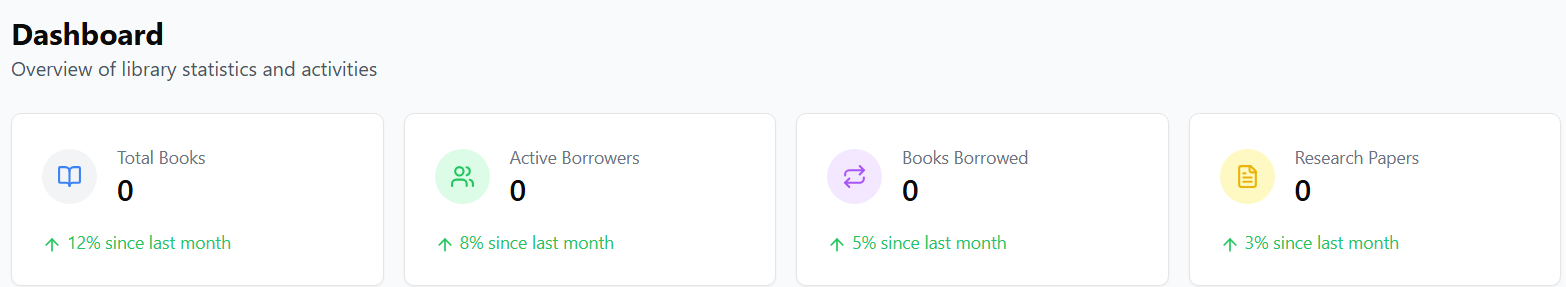 Dashboard
Overview of library statistics and activities
Total Books
0
12% since last month
Active Borrowers
0
8% since last month
Books Borrowed
0
5% since last month
Research Papers
0
3% since last month